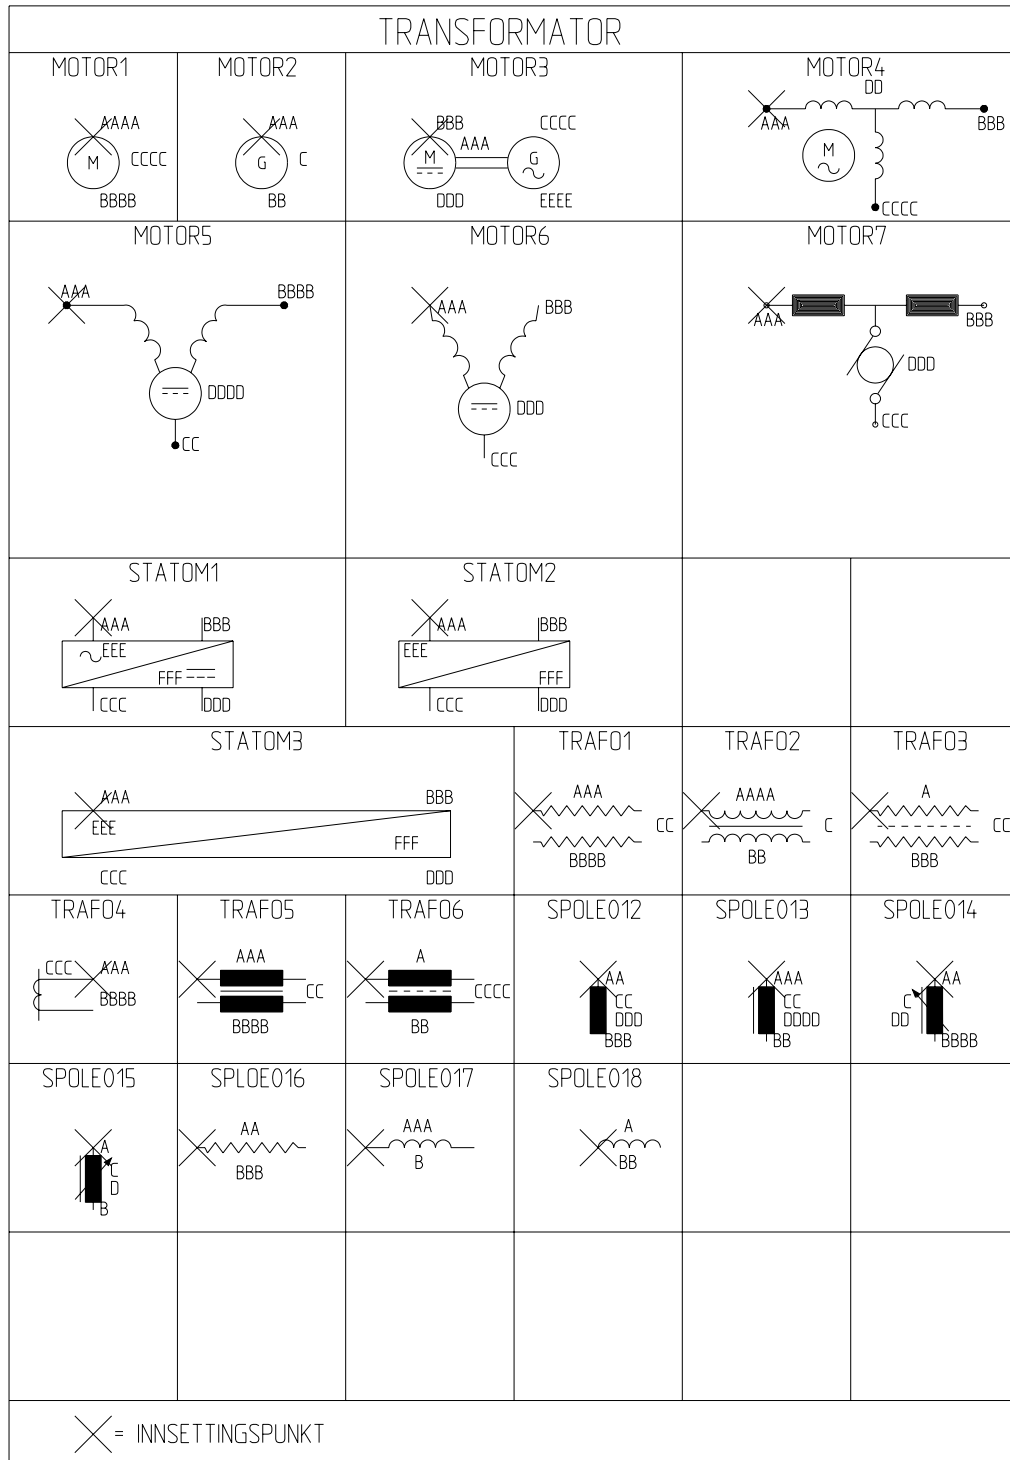 TRANSFORMATOR
MOTOR1
AAAA
M
CCCC
BBBB
MOTOR2
AAA
G
C
BB
MOTOR3
BBB
CCCC
AAA
M
G
DDD
EEEE
MOTOR4
DD
AAA
BBB
M
CCCC
MOTOR5
AAA
BBBB
DDDD
CC
MOTOR6
AAA
BBB
DDD
CCC
MOTOR7
AAA
BBB
DDD
CCC
STATOM1
AAA
BBB
EEE
FFF
CCC
DDD
STATOM2
AAA
BBB
EEE
FFF
CCC
DDD
STATOM3
AAA
BBB
EEE
FFF
CCC
DDD
TRAFO1
AAA
CC
BBBB
TRAFO2
AAAA
C
BB
TRAFO3
A
CC
BBB
TRAFO4
CCC
AAA
BBBB
TRAFO5
AAA
CC
BBBB
TRAFO6
A
CCCC
BB
SPOLE012
AA
CC
DDD
BBB
SPOLE013
AAA
CC
DDDD
BB
SPOLE014
AA
C
DD
BBBB
SPOLE015
A
C
D
B
SPLOE016
AA
BBB
SPOLE017
AAA
B
SPOLE018
A
BB
= INNSETTINGSPUNKT